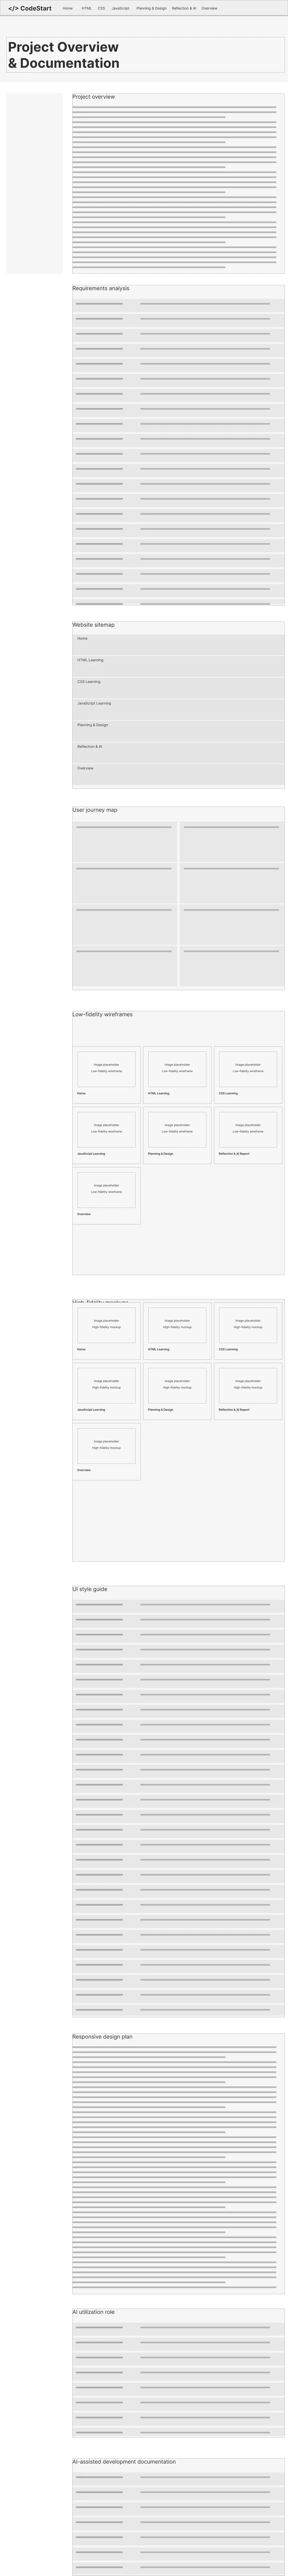 </> CodeStart Home HTML CSS JavaScript Planning & Design Reflection & AI Overview
Project Overview
& Documentation
Project overview
Requirements analysis
Website sitemap
Home
HTML Learning
CSS Learning
JavaScript Learning
Planning & Design
Reflection & AI
Overview
User journey map
Low-fidelity wireframes
Image placeholder
Low-fidelity wireframe
Home
Image placeholder
Low-fidelity wireframe
HTML Learning
Image placeholder
Low-fidelity wireframe
CSS Learning
Image placeholder
Low-fidelity wireframe
JavaScript Learning
Image placeholder
Low-fidelity wireframe
Planning & Design
Image placeholder
Low-fidelity wireframe
Reflection & AI Report
Image placeholder
Low-fidelity wireframe
Overview
High-fidelity mockups
Image placeholder
High-fidelity mockup
Home
Image placeholder
High-fidelity mockup
HTML Learning
Image placeholder
High-fidelity mockup
CSS Learning
Image placeholder
High-fidelity mockup
JavaScript Learning
Image placeholder
High-fidelity mockup
Planning & Design
Image placeholder
High-fidelity mockup
Reflection & AI Report
Image placeholder
High-fidelity mockup
Overview
UI style guide
Responsive design plan
AI utilization role
AI-assisted development documentation